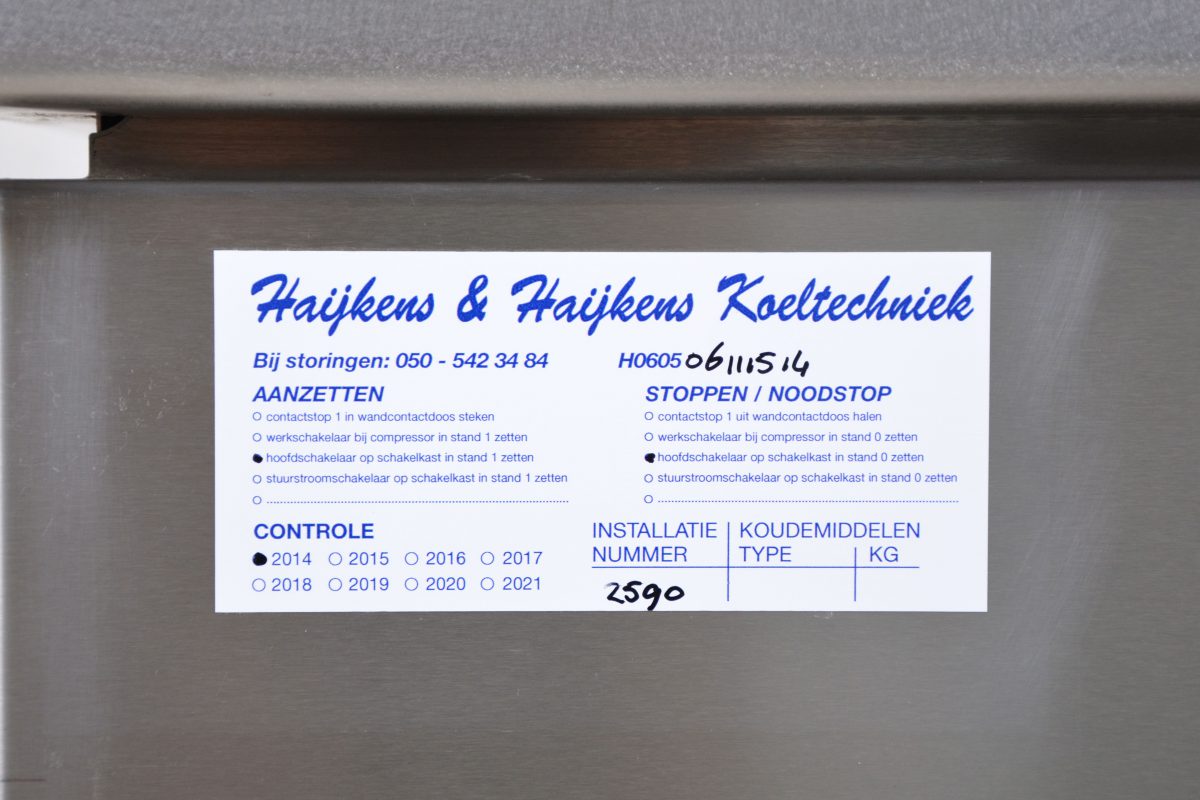 Haijkens & Haijkens Koeltechniek
Bij storingen: 050 - 542 34 84
H0605 06111514
AANZETTEN
contactstop 1 in wandcontactdoos steken
werkschakelaar bij compressor in stand 1 zetten
hoofdschakelaar op schakelkast in stand 1 zetten
stuurstroomschakelaar op schakelkast in stand 1 zetten
STOPPEN / NOODSTOP
contactstop 1 uit wandcontactdoos halen
werkschakelaar bij compressor in stand 0 zetten
hoofdschakelaar op schakelkast in stand 0 zetten
stuurstroomschakelaar op schakelkast in stand 0 zetten
CONTROLE
2014 2015 2016 2017
2018 2019 2020 2021
INSTALLATIE NUMMER
2590
KOUDEMIDDELEN
TYPE KG